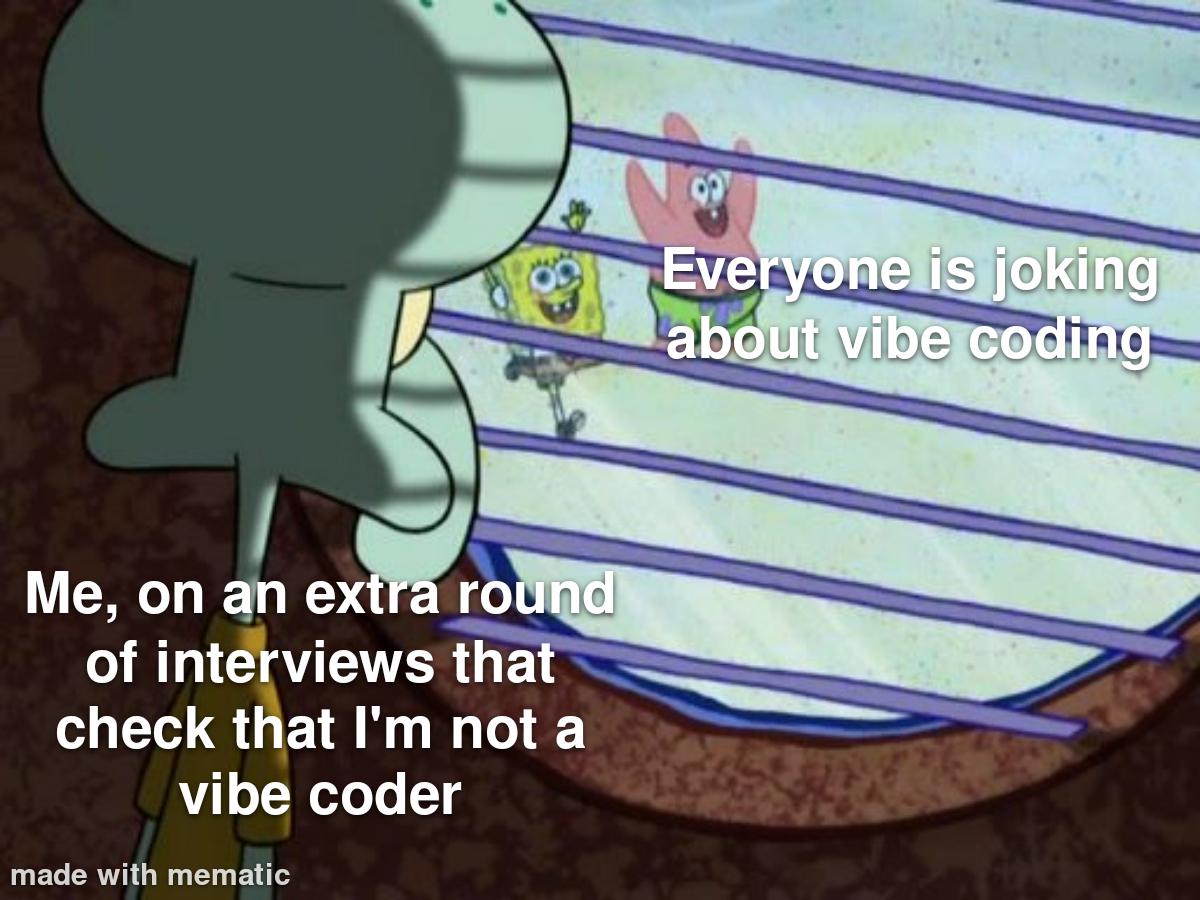 Everyone is joking
about vibe coding
Me, on an extra round
of interviews that
check that I'm not a
vibe coder
made with mematic